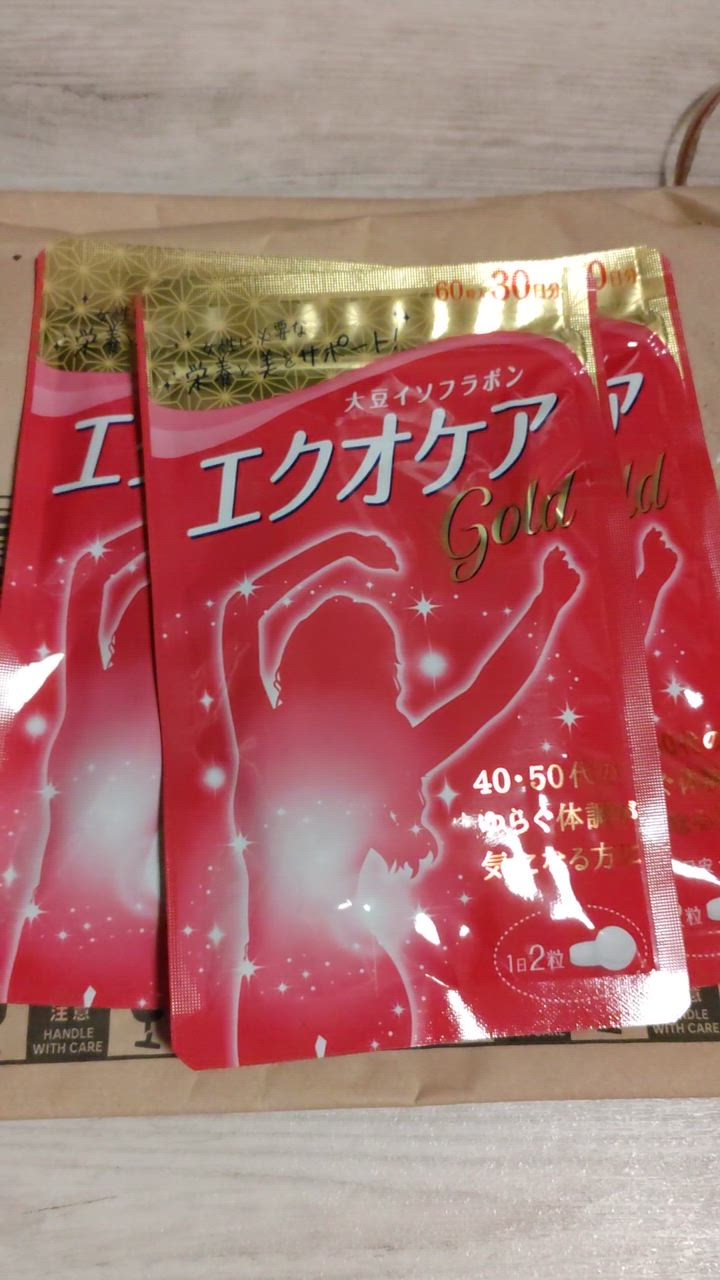 60粒 30日分
女性に必要な
栄養と美をサポート!
大豆イソフラボン
エクオケア
Gold
40・50代の
ゆらぐ体調が
気になる方に
1日2粒
注意
HANDLE
WITH CARE